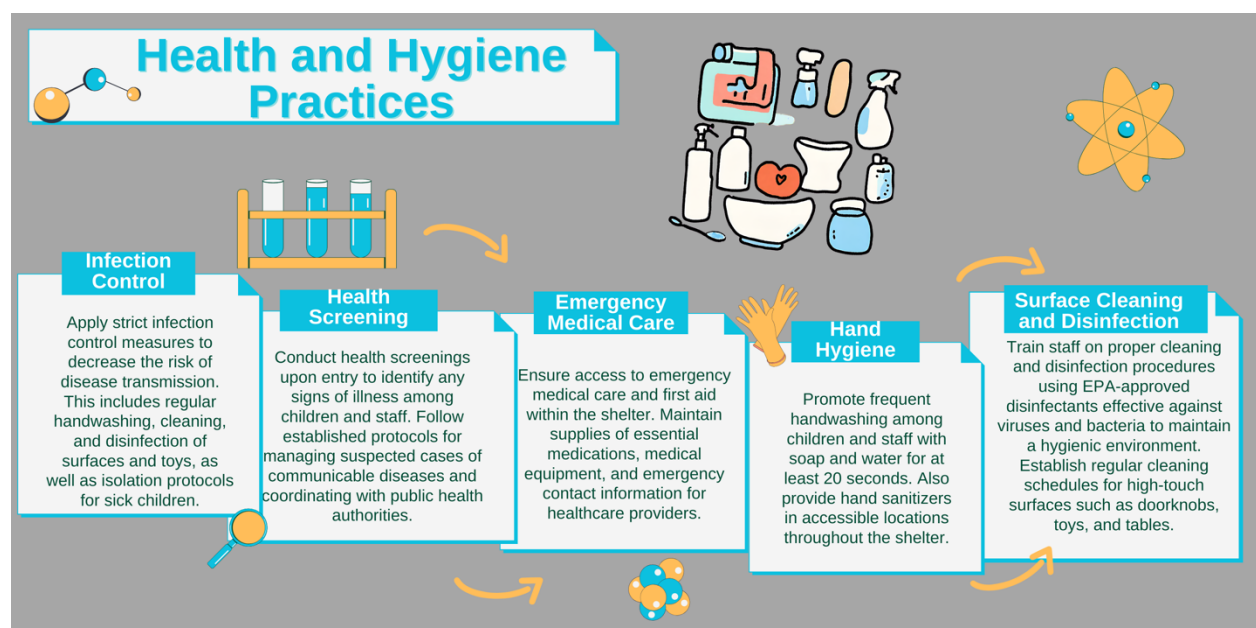 Health and Hygiene
Practices
Infection
Control
Apply strict infection
control measures to
decrease the risk of
disease transmission.
This includes regular
handwashing, cleaning,
and disinfection of
surfaces and toys, as
well as isolation protocols
for sick children.
Health
Screening
Conduct health screenings
upon entry to identify any
signs of illness among
children and staff. Follow
established protocols for
managing suspected cases of
communicable diseases and
coordinating with public health
authorities.
Emergency
Medical Care
Ensure access to emergency
medical care and first aid
within the shelter. Maintain
supplies of essential
medications, medical
equipment, and emergency
contact information for
healthcare providers.
Hand
Hygiene
Promote frequent
handwashing among
children and staff with
soap and water for at
least 20 seconds. Also
provide hand sanitizers
in accessible locations
throughout the shelter.
Surface Cleaning
and Disinfection
Train staff on proper cleaning
and disinfection procedures
using EPA-approved
disinfectants effective against
viruses and bacteria to maintain
a hygienic environment.
Establish regular cleaning
schedules for high-touch
surfaces such as doorknobs,
toys, and tables.